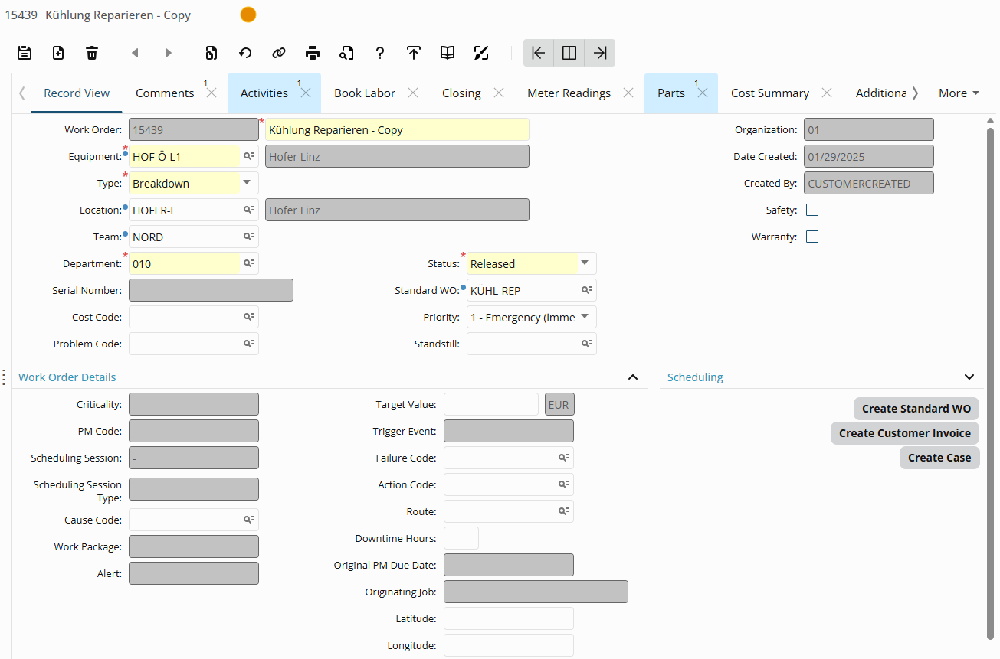 15439 Kühlung Reparieren - Copy
Record View
Comments 1
Activities 1
Book Labor
Closing
Meter Readings
Parts 1
Cost Summary
Additiona
More
Work Order: 15439 * Kühlung Reparieren - Copy
Organization: 01
Equipment: * HOF-Ö-L1 Hofer Linz
Date Created: 01/29/2025
Type: * Breakdown
Created By: CUSTOMERCREATED
Location: HOFER-L Hofer Linz
Safety:
Team: NORD
Warranty:
Department: * 010
Status: * Released
Serial Number:
Standard WO: KÜHL-REP
Cost Code:
Priority: 1 - Emergency (imme
Problem Code:
Standstill:
Work Order Details
Scheduling
Criticality:
Target Value: EUR
Create Standard WO
PM Code:
Trigger Event:
Create Customer Invoice
Scheduling Session: -
Failure Code:
Create Case
Scheduling Session
Type:
Action Code:
Cause Code:
Route:
Work Package:
Downtime Hours:
Alert:
Original PM Due Date:
Originating Job:
Latitude:
Longitude: